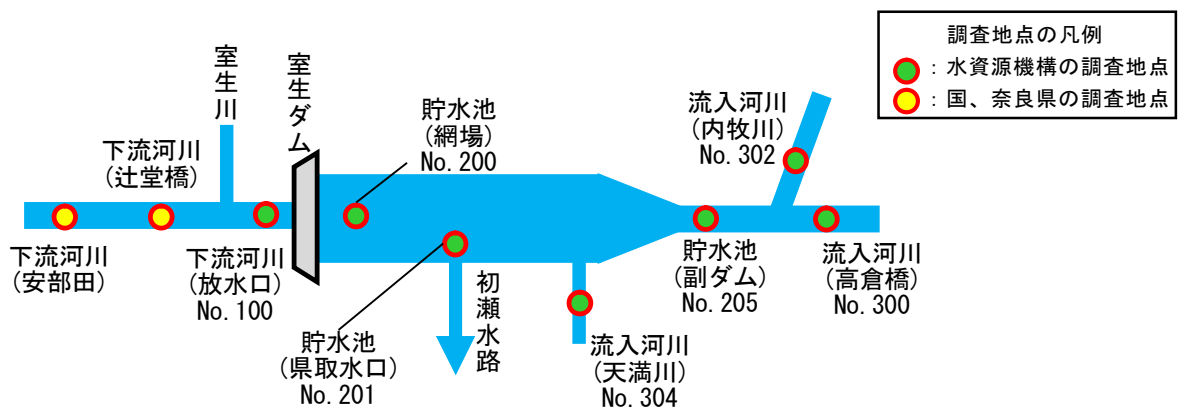 調査地点の凡例
：水資源機構の調査地点
：国、奈良県の調査地点
室生川
室生ダム
貯水池
(網場)
No.200
流入河川
(内牧川)
No.302
下流河川
(辻堂橋)
下流河川
(安部田)
下流河川
(放水口)
No.100
貯水池
(県取水口)
No.201
初瀬水路
流入河川
(天満川)
No.304
貯水池
(副ダム)
No.205
流入河川
(高倉橋)
No.300